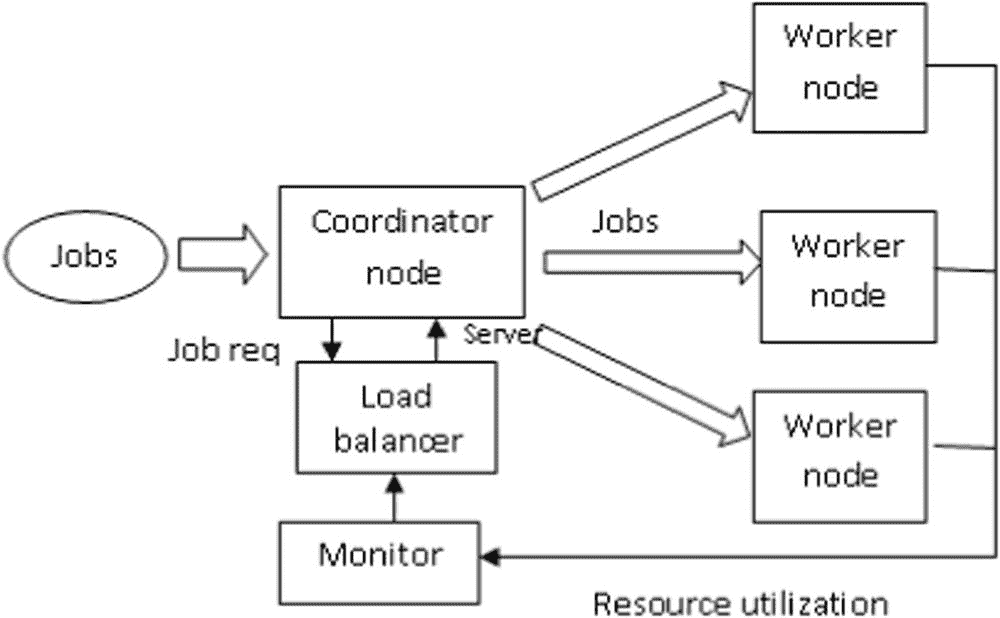 Worker
node
Jobs
Coordinator
node
Jobs
Worker
node
Job req
Server
Load
balancer
Worker
node
Monitor
Resource utilization